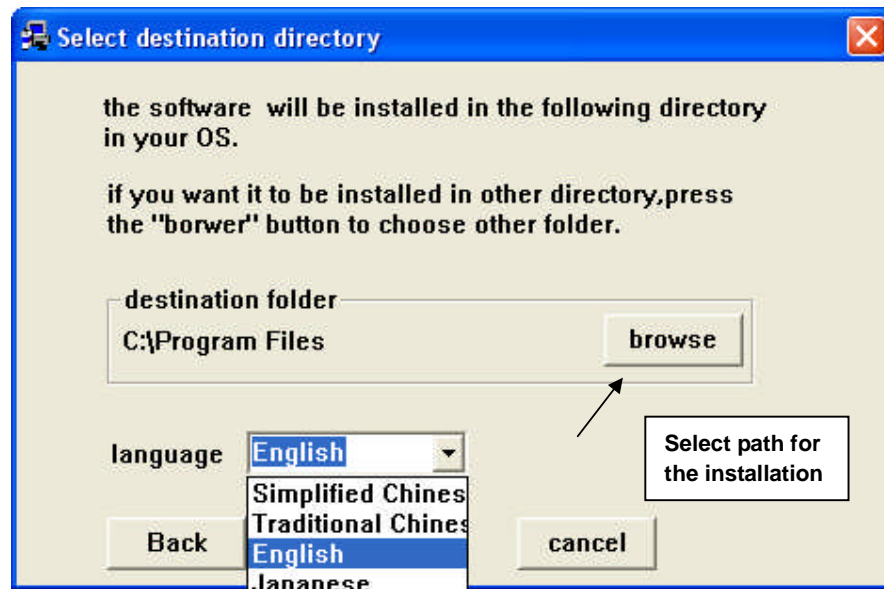 Select destination directory
the software will be installed in the following directory
in your OS.
if you want it to be installed in other directory,press
the "borwer" button to choose other folder.
destination folder
C:\Program Files
browse
Select path for
the installation
language
English
Simplified Chines
Traditional Chines
English
Japanese
Back
cancel